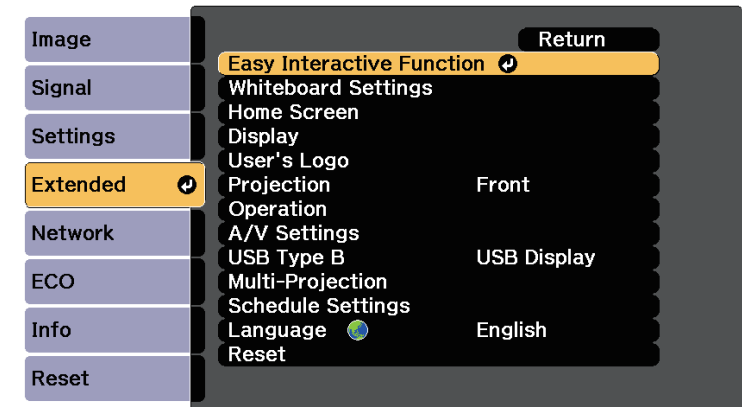 Image
Signal
Settings
Extended
Network
ECO
Info
Reset
Return
Easy Interactive Function
Whiteboard Settings
Home Screen
Display
User's Logo
Projection Front
Operation
A/V Settings
USB Type B USB Display
Multi-Projection
Schedule Settings
Language English
Reset